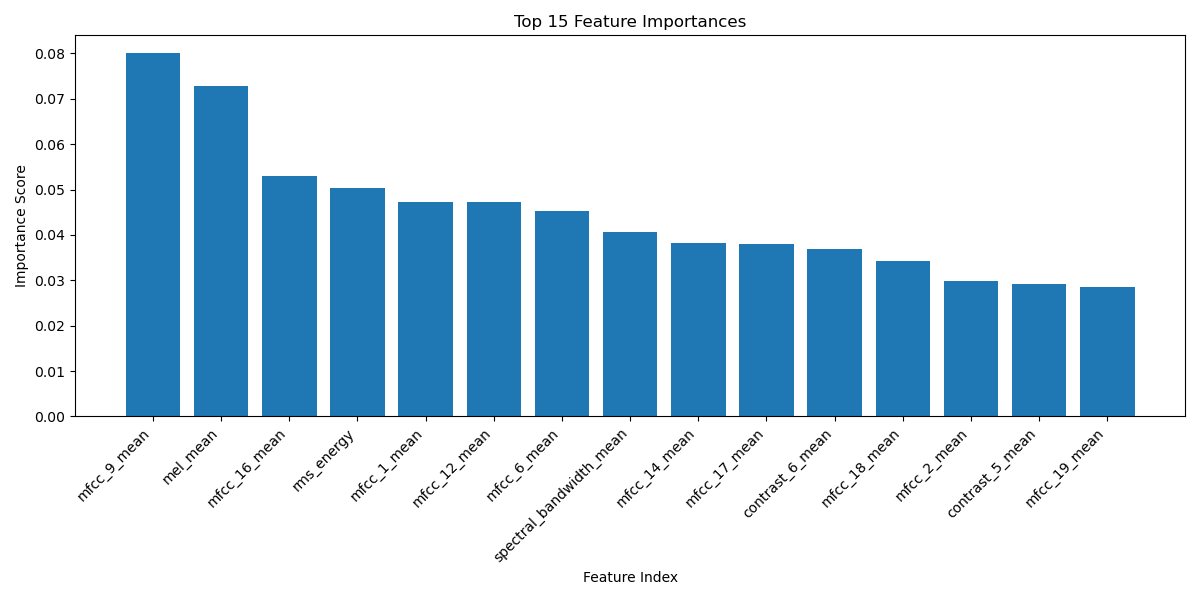 Top 15 Feature Importances
Importance Score
0.08
0.07
0.06
0.05
0.04
0.03
0.02
0.01
0.00
mfcc_9_mean
mel_mean
mfcc_16_mean
rms_energy
mfcc_1_mean
mfcc_12_mean
mfcc_6_mean
spectral_bandwidth_mean
mfcc_14_mean
mfcc_17_mean
contrast_6_mean
mfcc_18_mean
mfcc_2_mean
contrast_5_mean
mfcc_19_mean
Feature Index